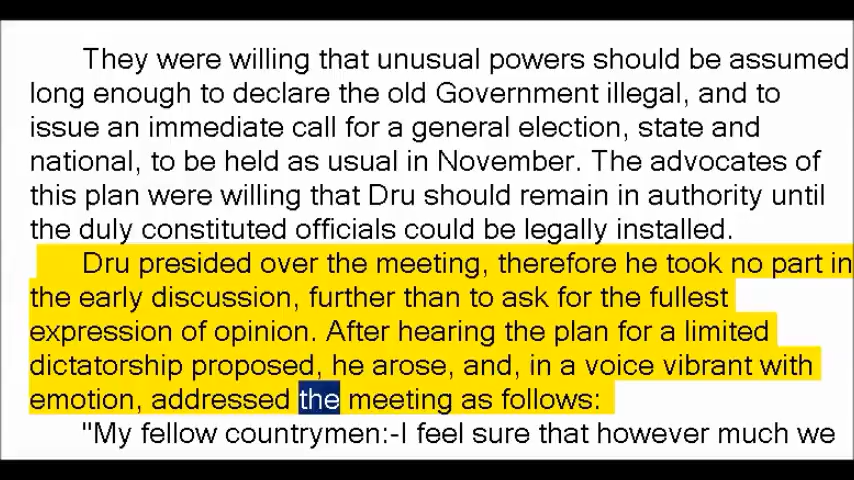 They were willing that unusual powers should be assumed
long enough to declare the old Government illegal, and to
issue an immediate call for a general election, state and
national, to be held as usual in November. The advocates of
this plan were willing that Dru should remain in authority until
the duly constituted officials could be legally installed.
Dru presided over the meeting, therefore he took no part in
the early discussion, further than to ask for the fullest
expression of opinion. After hearing the plan for a limited
dictatorship proposed, he arose, and, in a voice vibrant with
emotion, addressed the meeting as follows:
"My fellow countrymen:-I feel sure that however much we